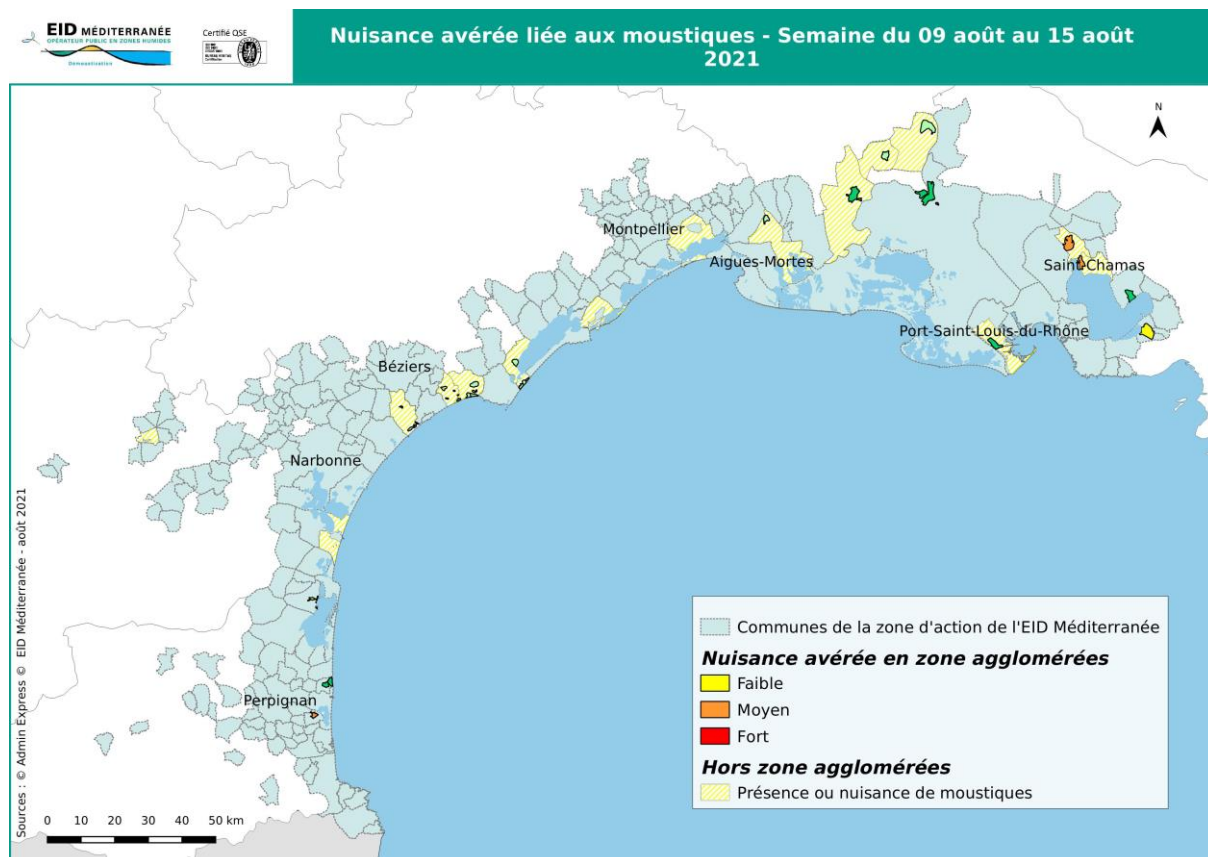 EID MÉDITERRANÉE
OPÉRATEUR PUBLIC EN ZONES HUMIDES
Démoustication
Certifié QSE
Nuisance avérée liée aux moustiques - Semaine du 09 août au 15 août
2021
N
Montpellier
Aigues-Mortes
Saint-Chamas
Port-Saint-Louis-du-Rhône
Béziers
Narbonne
Perpignan
Communes de la zone d'action de l'EID Méditerranée
Nuisance avérée en zone agglomérées
Faible
Moyen
Fort
Hors zone agglomérées
Présence ou nuisance de moustiques
0 10 20 30 40 50 km
Sources : © Admin Express © EID Méditerranée - août 2021